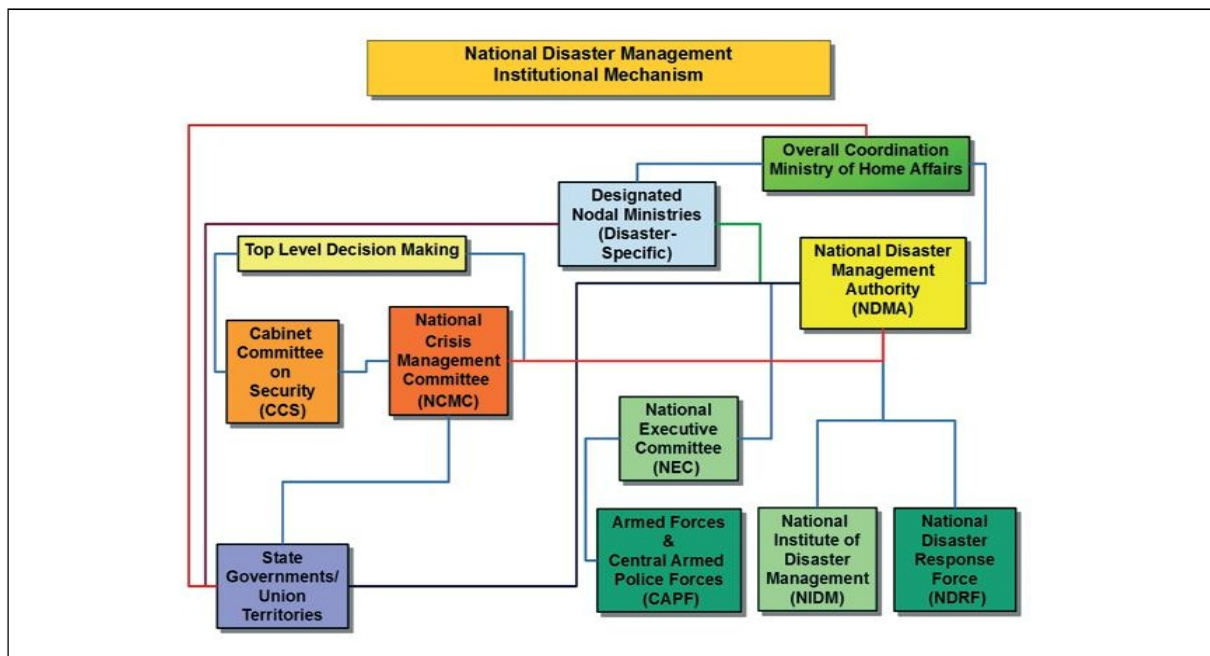 National Disaster Management
Institutional Mechanism
Overall Coordination
Ministry of Home Affairs
Designated
Nodal Ministries
(Disaster-
Specific)
Top Level Decision Making
National Disaster
Management
Authority
(NDMA)
Cabinet
Committee
on
Security
(CCS)
National
Crisis
Management
Committee
(NCMC)
National
Executive
Committee
(NEC)
State
Governments/
Union
Territories
Armed Forces
&
Central Armed
Police Forces
(CAPF)
National
Institute of
Disaster
Management
(NIDM)
National
Disaster
Response
Force
(NDRF)